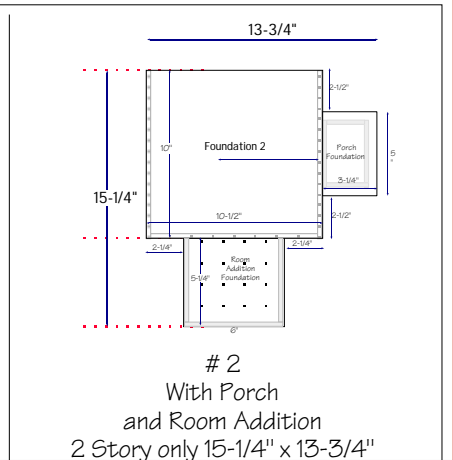 13-3/4"
2-1/2"
10"
Foundation 2
Porch
Foundation
5"
3-1/4"
15-1/4"
10-1/2"
2-1/2"
2-1/4"
2-1/4"
Room
Addition
Foundation
5-1/4"
6"
# 2
With Porch
and Room Addition
2 Story only 15-1/4" x 13-3/4"